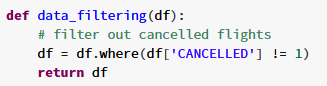 def data_filtering(df):
    # filter out cancelled flights
    df = df.where(df['CANCELLED'] != 1)
    return df